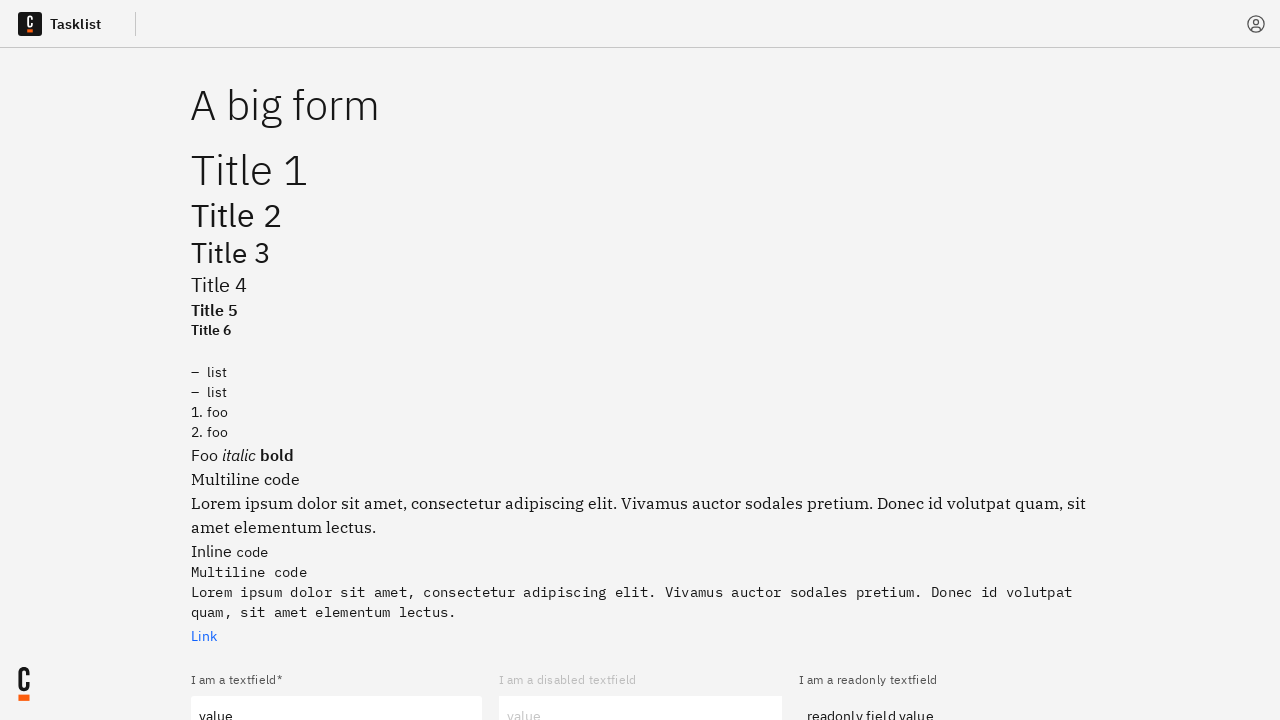 Tasklist
A big form
Title 1
Title 2
Title 3
Title 4
Title 5
Title 6
– list
– list
1. foo
2. foo
Foo italic bold
Multiline code
Lorem ipsum dolor sit amet, consectetur adipiscing elit. Vivamus auctor sodales pretium. Donec id volutpat quam, sit
amet elementum lectus.
Inline code
Multiline code
Lorem ipsum dolor sit amet, consectetur adipiscing elit. Vivamus auctor sodales pretium. Donec id volutpat
quam, sit amet elementum lectus.
Link
I am a textfield* I am a disabled textfield I am a readonly textfield
value value readonly field value